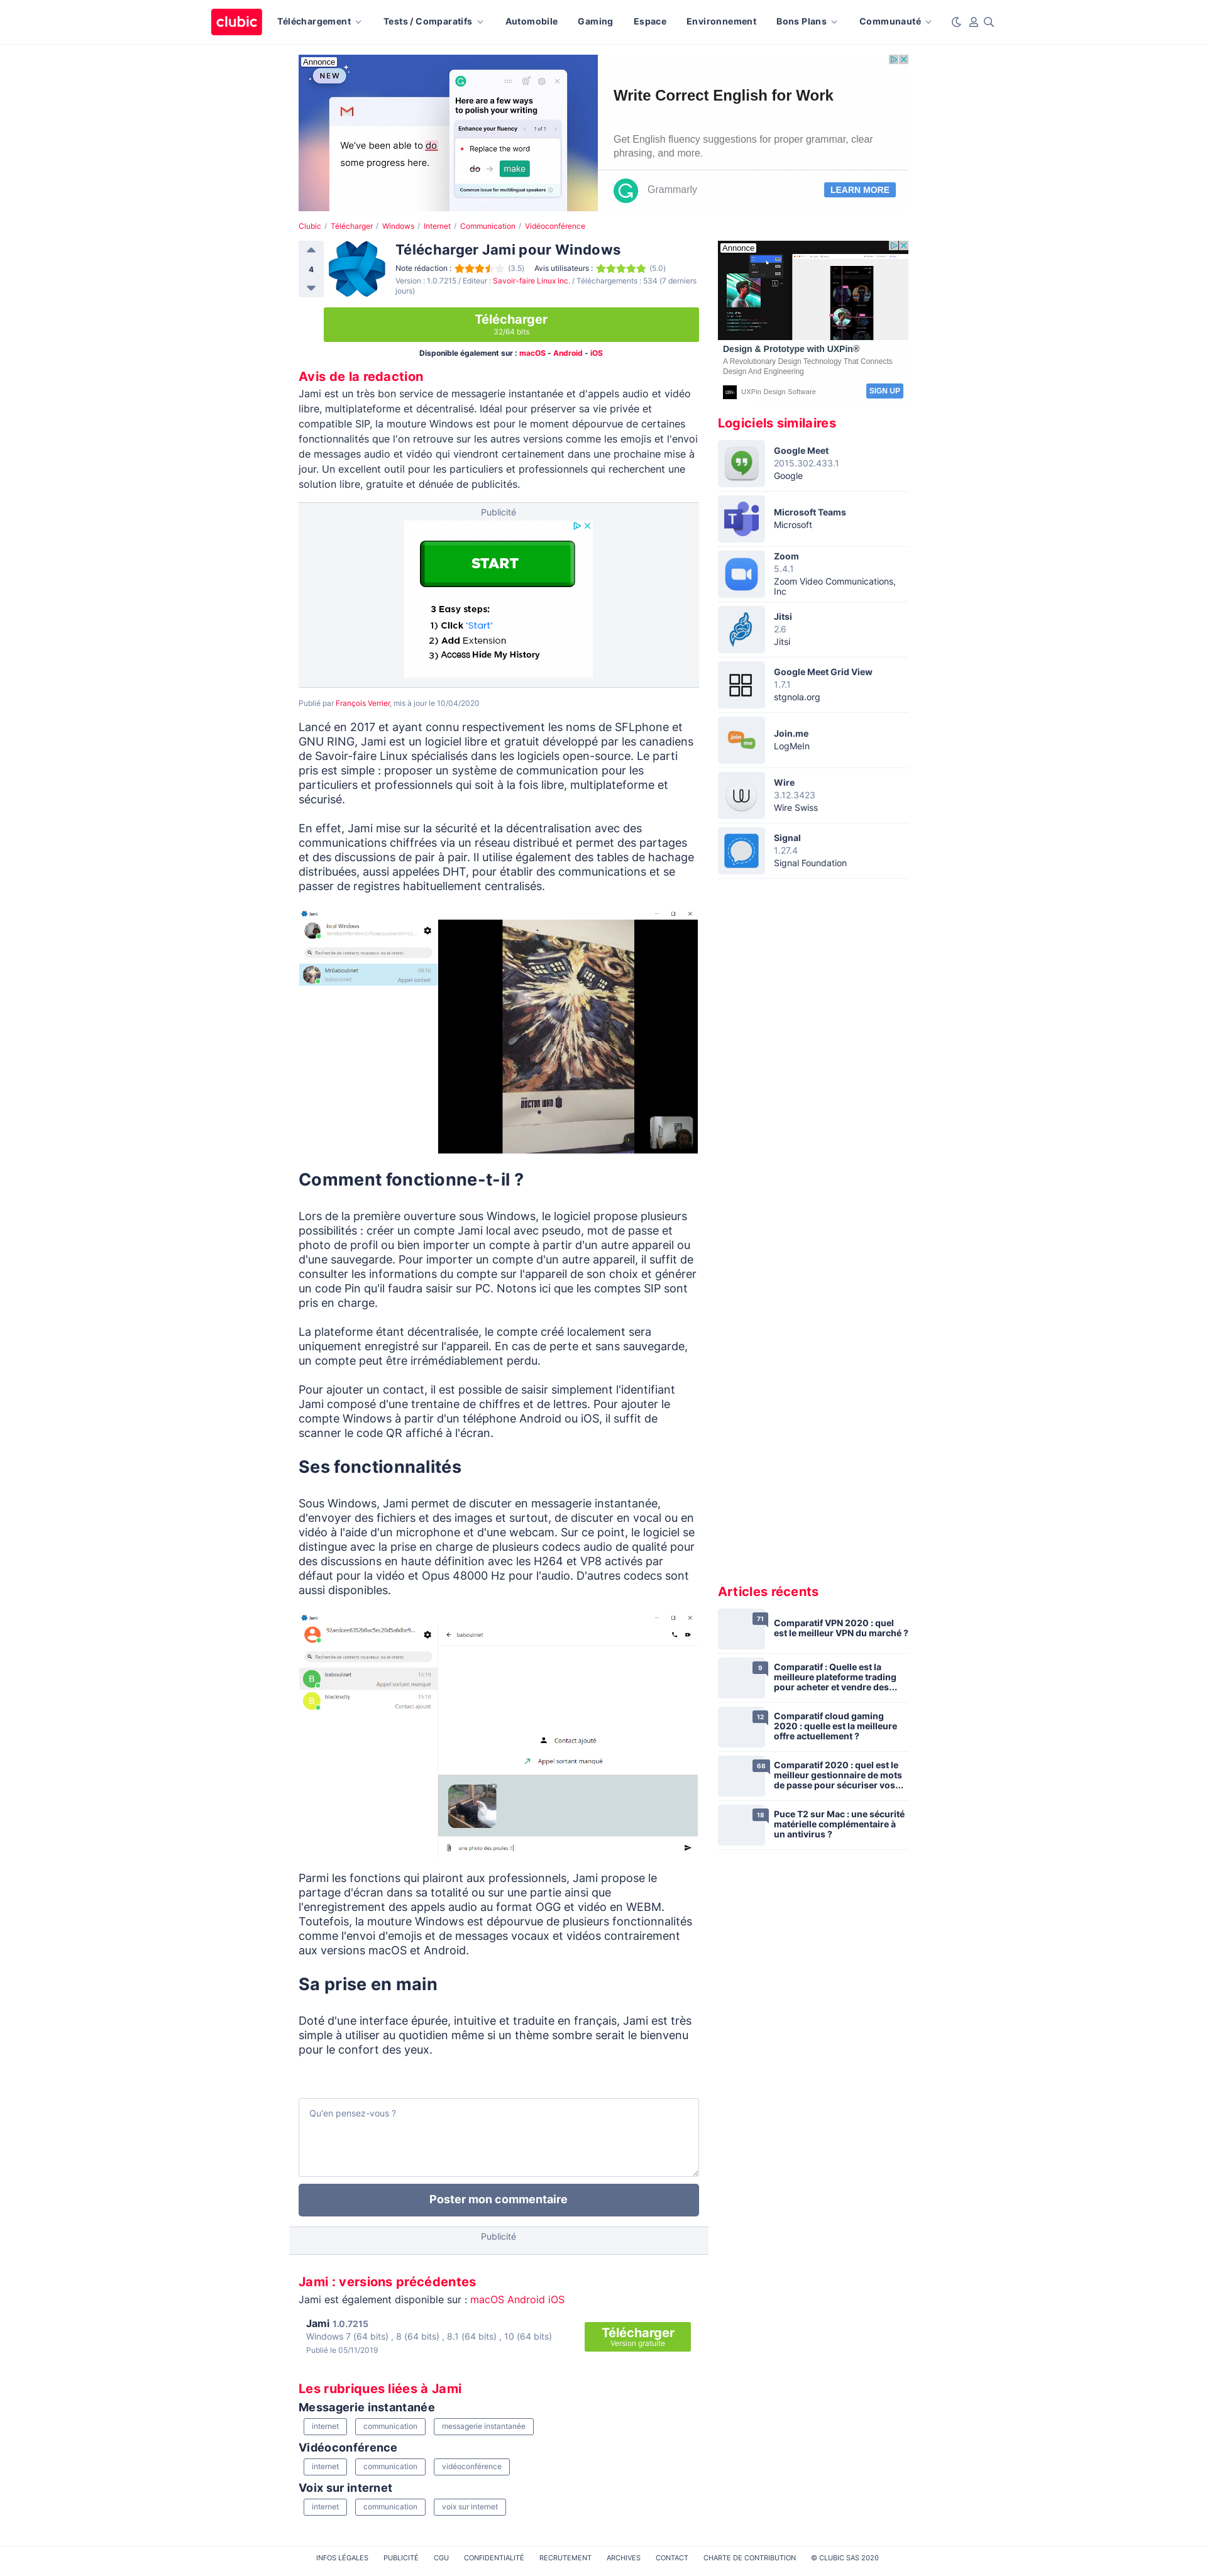 clubic
Téléchargement
Tests / Comparatifs
Automobile
Gaming
Espace
Environnement
Bons Plans
Communauté
Annonce
NEW
We've been able to do
some progress here.
Here are a few ways
to polish your writing
Enhance your fluency
1 of 1
Replace the word
do → make
Common issue for multilingual speakers
Write Correct English for Work
Get English fluency suggestions for proper grammar, clear
phrasing, and more.
Grammarly
LEARN MORE
Clubic / Télécharger / Windows / Internet / Communication / Vidéoconférence
4
Télécharger Jami pour Windows
Note rédaction : (3.5) Avis utilisateurs : (5.0)
Version : 1.0.7215 / Editeur : Savoir-faire Linux Inc. / Téléchargements : 534 (7 derniers
jours)
Télécharger
32/64 bits
Disponible également sur : macOS - Android - iOS
Avis de la redaction
Jami est un très bon service de messagerie instantanée et d'appels audio et vidéo
libre, multiplateforme et décentralisé. Idéal pour préserver sa vie privée et
compatible SIP, la mouture Windows est pour le moment dépourvue de certaines
fonctionnalités que l'on retrouve sur les autres versions comme les emojis et l'envoi
de messages audio et vidéo qui viendront certainement dans une prochaine mise à
jour. Un excellent outil pour les particuliers et professionnels qui recherchent une
solution libre, gratuite et dénuée de publicités.
Publicité
START
3 Easy steps:
1) Click 'Start'
2) Add Extension
3) Access Hide My History
Publié par François Verrier, mis à jour le 10/04/2020
Lancé en 2017 et ayant connu respectivement les noms de SFLphone et
GNU RING, Jami est un logiciel libre et gratuit développé par les canadiens
de Savoir-faire Linux spécialisés dans les logiciels open-source. Le parti
pris est simple : proposer un système de communication pour les
particuliers et professionnels qui soit à la fois libre, multiplateforme et
sécurisé.
En effet, Jami mise sur la sécurité et la décentralisation avec des
communications chiffrées via un réseau distribué et permet des partages
et des discussions de pair à pair. Il utilise également des tables de hachage
distribuées, aussi appelées DHT, pour établir des communications et se
passer de registres habituellement centralisés.
Jami
local Windows
Recherche de contacts nouveaux ou existants
MrBaboulinet
09:16
baboulinet
Appel sortant
DOCTOR WHO
Comment fonctionne-t-il ?
Lors de la première ouverture sous Windows, le logiciel propose plusieurs
possibilités : créer un compte Jami local avec pseudo, mot de passe et
photo de profil ou bien importer un compte à partir d'un autre appareil ou
d'une sauvegarde. Pour importer un compte d'un autre appareil, il suffit de
consulter les informations du compte sur l'appareil de son choix et générer
un code Pin qu'il faudra saisir sur PC. Notons ici que les comptes SIP sont
pris en charge.
La plateforme étant décentralisée, le compte créé localement sera
uniquement enregistré sur l'appareil. En cas de perte et sans sauvegarde,
un compte peut être irrémédiablement perdu.
Pour ajouter un contact, il est possible de saisir simplement l'identifiant
Jami composé d'une trentaine de chiffres et de lettres. Pour ajouter le
compte Windows à partir d'un téléphone Android ou iOS, il suffit de
scanner le code QR affiché à l'écran.
Ses fonctionnalités
Sous Windows, Jami permet de discuter en messagerie instantanée,
d'envoyer des fichiers et des images et surtout, de discuter en vocal ou en
vidéo à l'aide d'un microphone et d'une webcam. Sur ce point, le logiciel se
distingue avec la prise en charge de plusieurs codecs audio de qualité pour
des discussions en haute définition avec les H264 et VP8 activés par
défaut pour la vidéo et Opus 48000 Hz pour l'audio. D'autres codecs sont
aussi disponibles.
Jami
Recherche de contacts nouveaux ou existants
B
baboulinet
15:19
Appel sortant manqué
B
blacknally
15:18
Contact ajouté
baboulinet
Contact ajouté
Appel sortant manqué
une photo des poules :)
Parmi les fonctions qui plairont aux professionnels, Jami propose le
partage d'écran dans sa totalité ou sur une partie ainsi que
l'enregistrement des appels audio au format OGG et vidéo en WEBM.
Toutefois, la mouture Windows est dépourvue de plusieurs fonctionnalités
comme l'envoi d'emojis et de messages vocaux et vidéos contrairement
aux versions macOS et Android.
Sa prise en main
Doté d'une interface épurée, intuitive et traduite en français, Jami est très
simple à utiliser au quotidien même si un thème sombre serait le bienvenu
pour le confort des yeux.
Qu'en pensez-vous ?
Poster mon commentaire
Publicité
Jami : versions précédentes
Jami est également disponible sur : macOS Android iOS
Jami 1.0.7215
Windows 7 (64 bits) , 8 (64 bits) , 8.1 (64 bits) , 10 (64 bits)
Publié le 05/11/2019
Télécharger
Version gratuite
Les rubriques liées à Jami
Messagerie instantanée
internet
communication
messagerie instantanée
Vidéoconférence
internet
communication
vidéoconférence
Voix sur internet
internet
communication
voix sur internet
Annonce
Design & Prototype with UXPin®
A Revolutionary Design Technology That Connects
Design And Engineering
UXPin Design Software
SIGN UP
Logiciels similaires
Google Meet
2015.302.433.1
Google
Microsoft Teams
Microsoft
Zoom
5.4.1
Zoom Video Communications,
Inc
Jitsi
2.6
Jitsi
Google Meet Grid View
1.7.1
stgnola.org
join me
Join.me
LogMeIn
Wire
3.12.3423
Wire Swiss
Signal
1.27.4
Signal Foundation
Articles récents
71
Comparatif VPN 2020 : quel
est le meilleur VPN du marché ?
9
Comparatif : Quelle est la
meilleure plateforme trading
pour acheter et vendre des...
12
Comparatif cloud gaming
2020 : quelle est la meilleure
offre actuellement ?
68
Comparatif 2020 : quel est le
meilleur gestionnaire de mots
de passe pour sécuriser vos...
18
Puce T2 sur Mac : une sécurité
matérielle complémentaire à
un antivirus ?
INFOS LÉGALES
PUBLICITÉ
CGU
CONFIDENTIALITÉ
RECRUTEMENT
ARCHIVES
CONTACT
CHARTE DE CONTRIBUTION
© CLUBIC SAS 2020